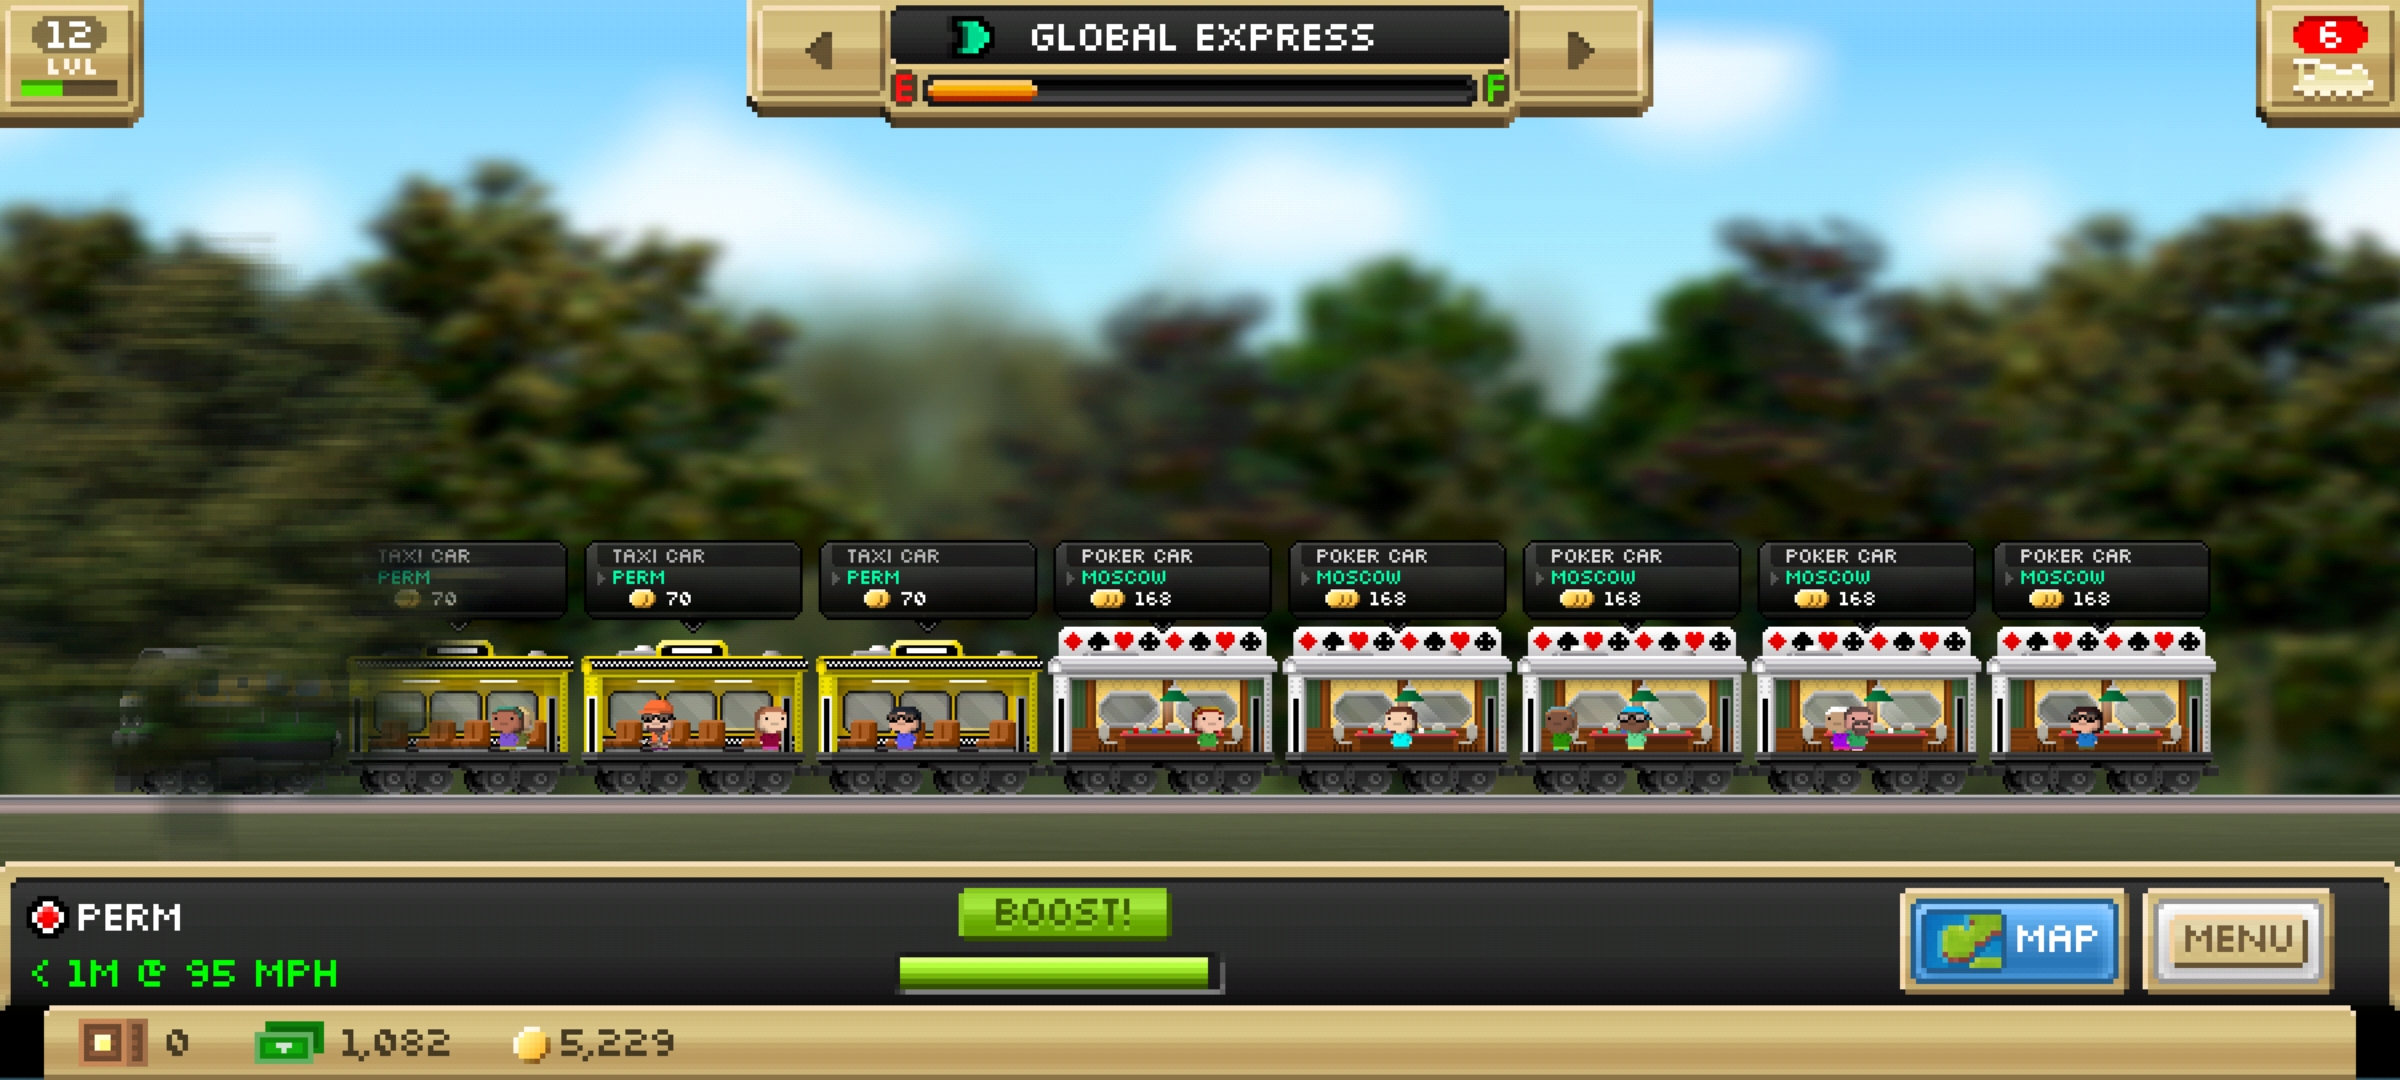 12
LVL
GLOBAL EXPRESS
E F
6
TAXI CAR
PERM
70
TAXI CAR
PERM
70
TAXI CAR
PERM
70
POKER CAR
MOSCOW
168
POKER CAR
MOSCOW
168
POKER CAR
MOSCOW
168
POKER CAR
MOSCOW
168
POKER CAR
MOSCOW
168
PERM
< 1M @ 95 MPH
BOOST!
MAP
MENU
0
1,082
5,229